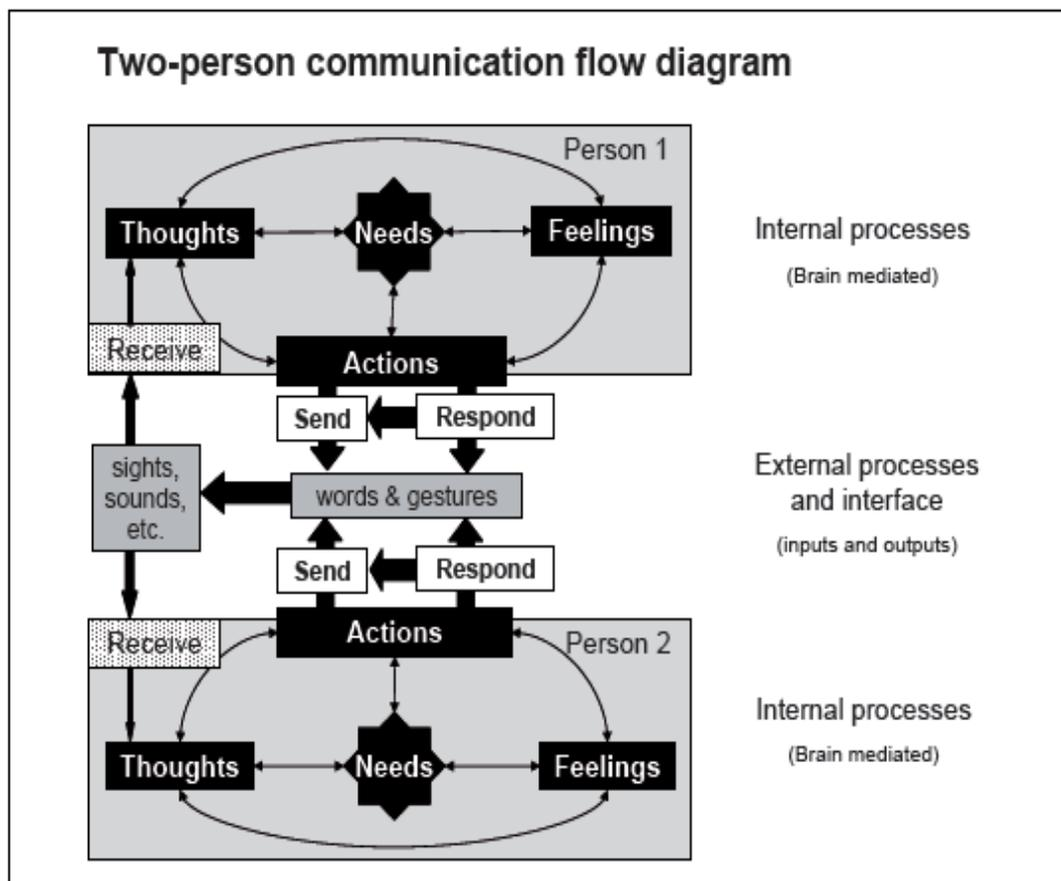 Two-person communication flow diagram
Person 1
Thoughts
Needs
Feelings
Internal processes
(Brain mediated)
Receive
Actions
Send
Respond
sights,
sounds,
etc.
words & gestures
External processes
and interface
(inputs and outputs)
Send
Respond
Receive
Actions
Person 2
Thoughts
Needs
Feelings
Internal processes
(Brain mediated)